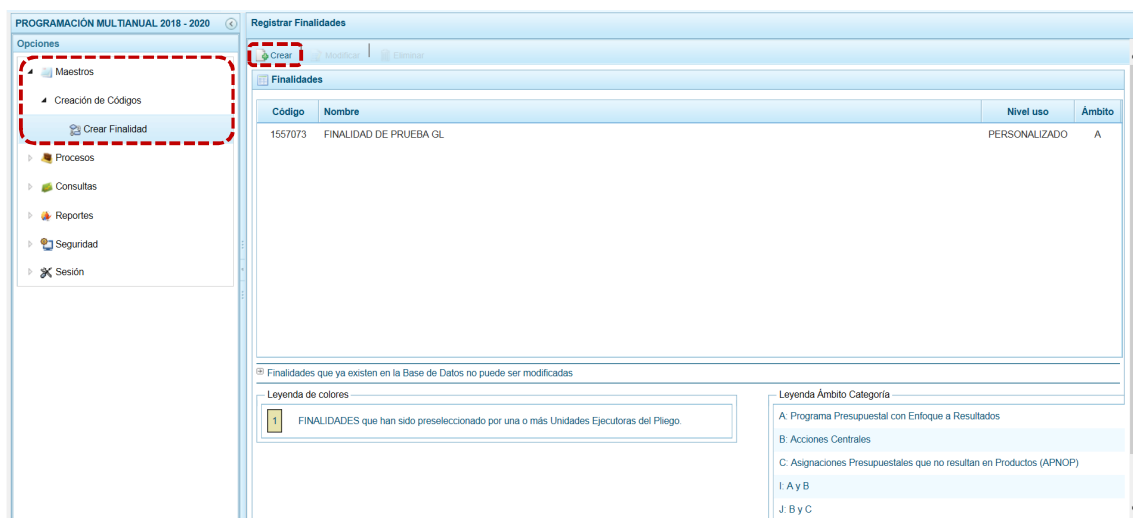 PROGRAMACIÓN MULTIANUAL 2018 - 2020
Opciones
Maestros
Creación de Códigos
Crear Finalidad
Procesos
Consultas
Reportes
Seguridad
Sesión
Registrar Finalidades
Crear Modificar Eliminar
Finalidades
Código Nombre Nivel uso Ámbito
1557073 FINALIDAD DE PRUEBA GL PERSONALIZADO A
Finalidades que ya existen en la Base de Datos no puede ser modificadas
Leyenda de colores
1 FINALIDADES que han sido preseleccionado por una o más Unidades Ejecutoras del Pliego.
Leyenda Ámbito Categoría
A: Programa Presupuestal con Enfoque a Resultados
B: Acciones Centrales
C: Asignaciones Presupuestales que no resultan en Productos (APNOP)
I: A y B
J: B y C